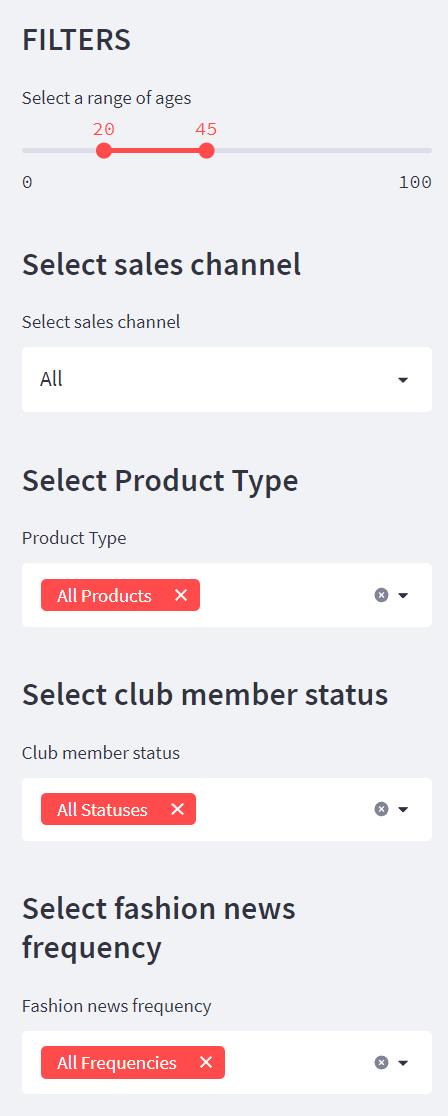 FILTERS
Select a range of ages
20 45
0 100
Select sales channel
Select sales channel
All
Select Product Type
Product Type
All Products
Select club member status
Club member status
All Statuses
Select fashion news
frequency
Fashion news frequency
All Frequencies